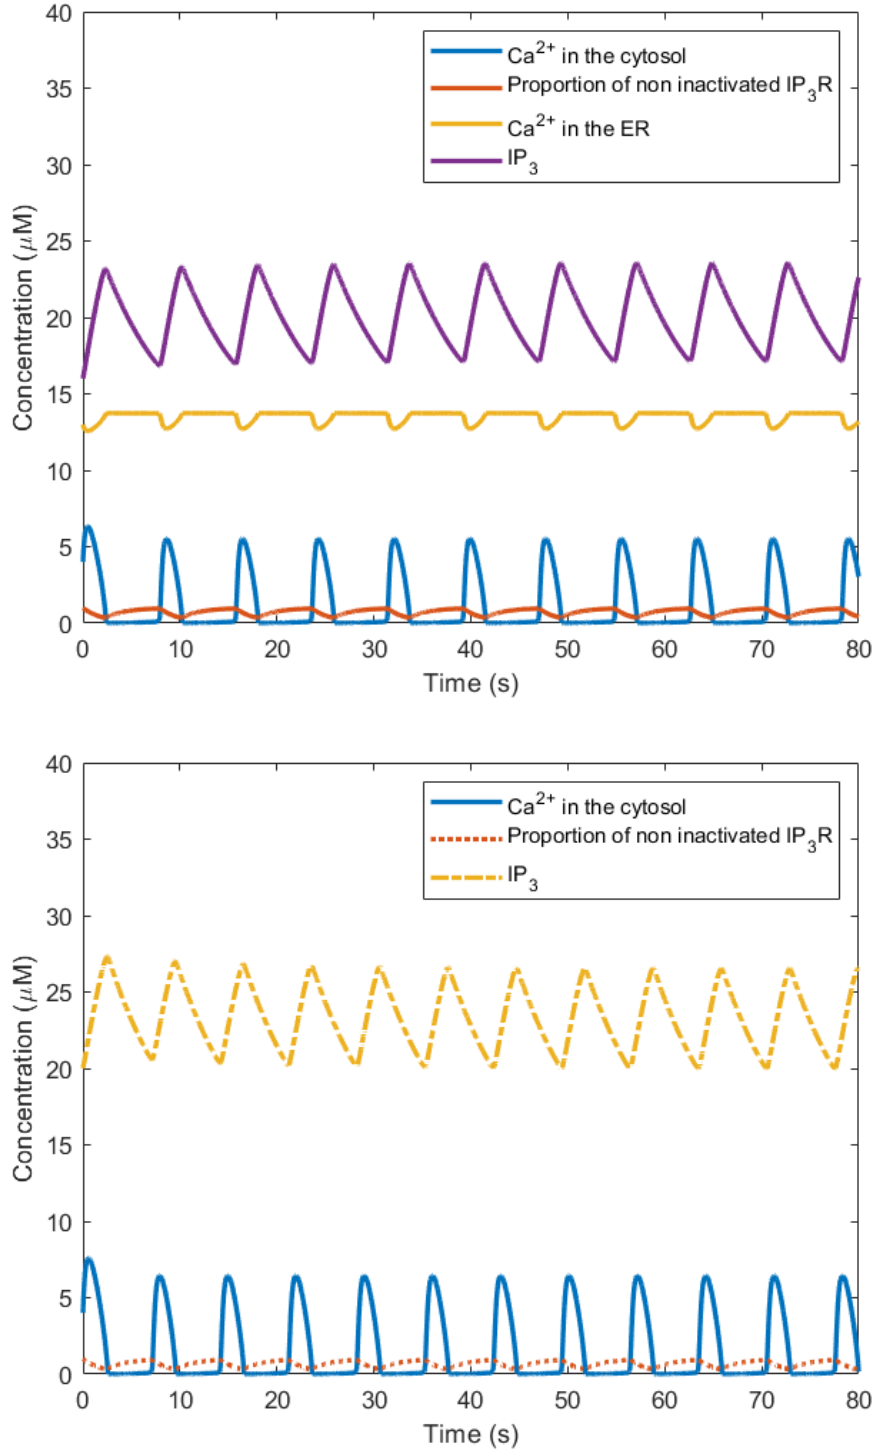 40
35
30
25
20
15
10
5
0
Concentration (μM)
Ca2+ in the cytosol
Proportion of non inactivated IP3R
Ca2+ in the ER
IP3
0 10 20 30 40 50 60 70 80
Time (s)
40
35
30
25
20
15
10
5
0
Concentration (μM)
Ca2+ in the cytosol
Proportion of non inactivated IP3R
IP3
0 10 20 30 40 50 60 70 80
Time (s)